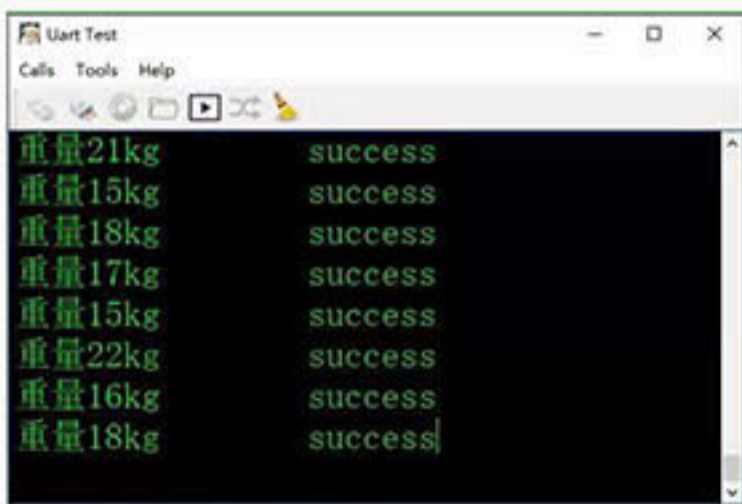 Uart Test
Calls Tools Help
重量21kg success
重量15kg success
重量18kg success
重量17kg success
重量15kg success
重量22kg success
重量16kg success
重量18kg success